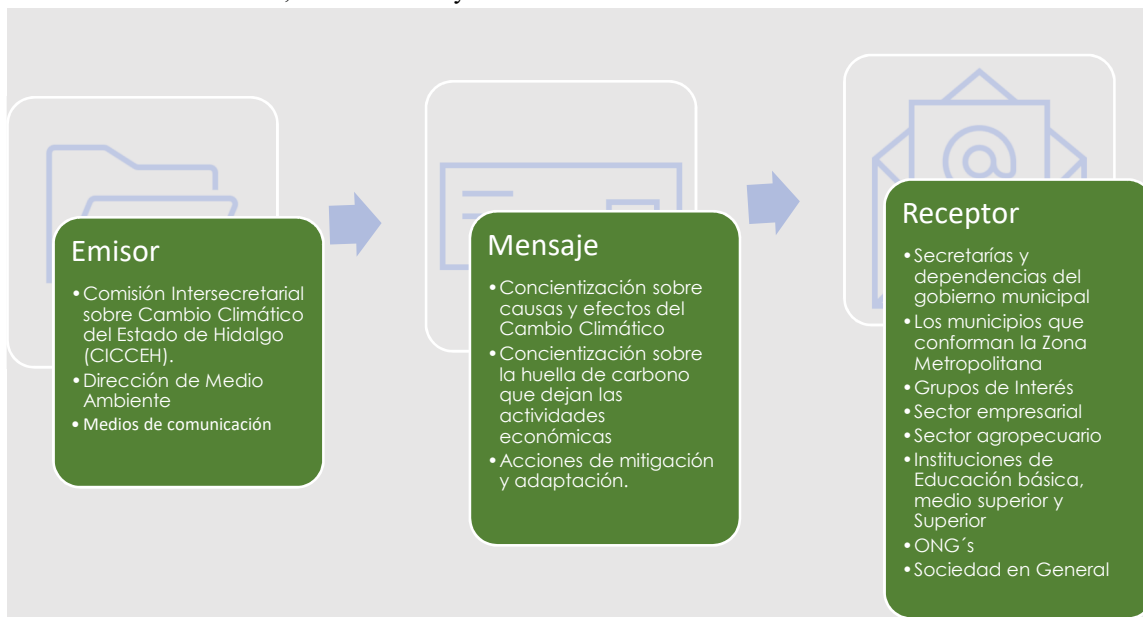 Emisor
•Comisión Intersecretarial
sobre Cambio Climático
del Estado de Hidalgo
(CICCEH).
•Dirección de Medio
Ambiente
•Medios de comunicación
Mensaje
•Concientización sobre
causas y efectos del
Cambio Climático
•Concientización sobre
la huella de carbono
que dejan las
actividades
económicas
•Acciones de mitigación
y adaptación.
@
Receptor
•Secretarías y
dependencias del
gobierno municipal
•Los municipios que
conforman la Zona
Metropolitana
•Grupos de Interés
•Sector empresarial
•Sector agropecuario
•Instituciones de
Educación básica,
medio superior y
Superior
•ONG´s
•Sociedad en General